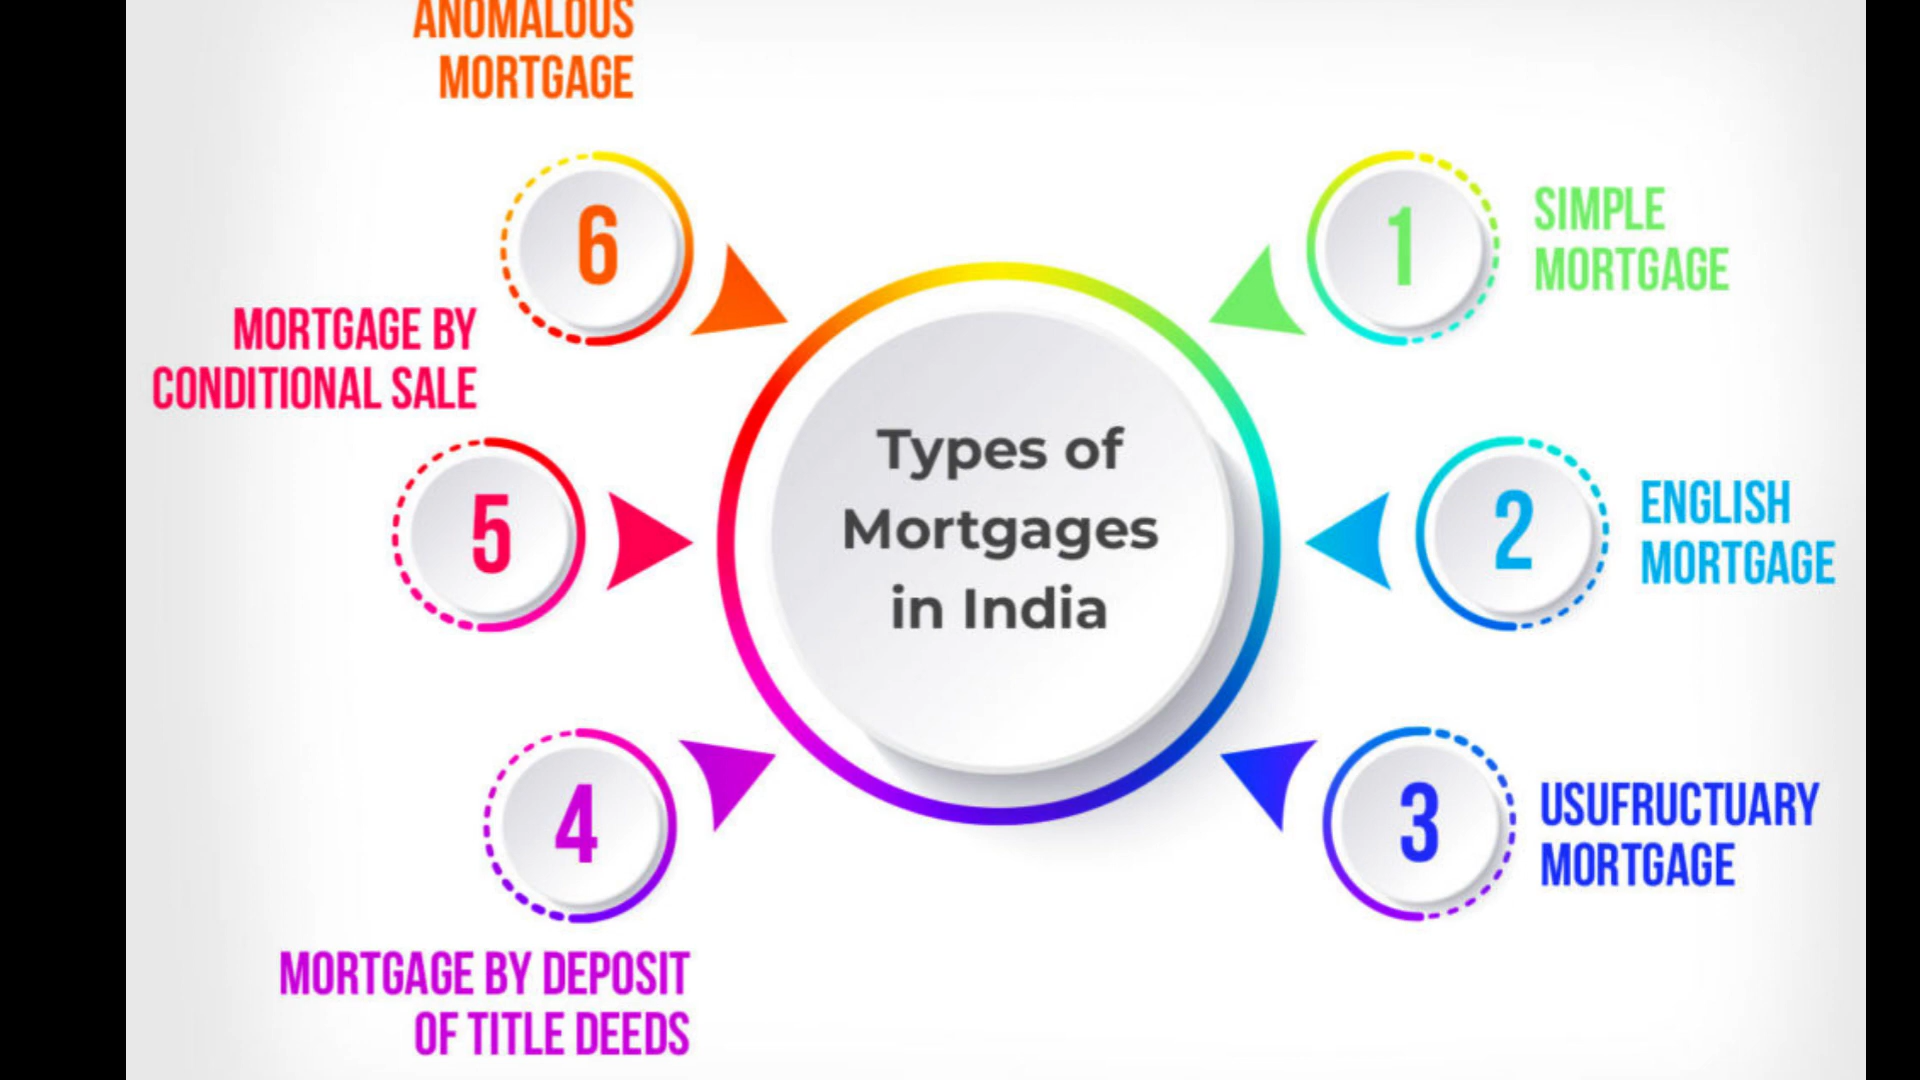 ANOMALOUS
MORTGAGE
6
1
SIMPLE
MORTGAGE
MORTGAGE BY
CONDITIONAL SALE
5
Types of
Mortgages
in India
2
ENGLISH
MORTGAGE
4
3
USUFRUCTUARY
MORTGAGE
MORTGAGE BY DEPOSIT
OF TITLE DEEDS